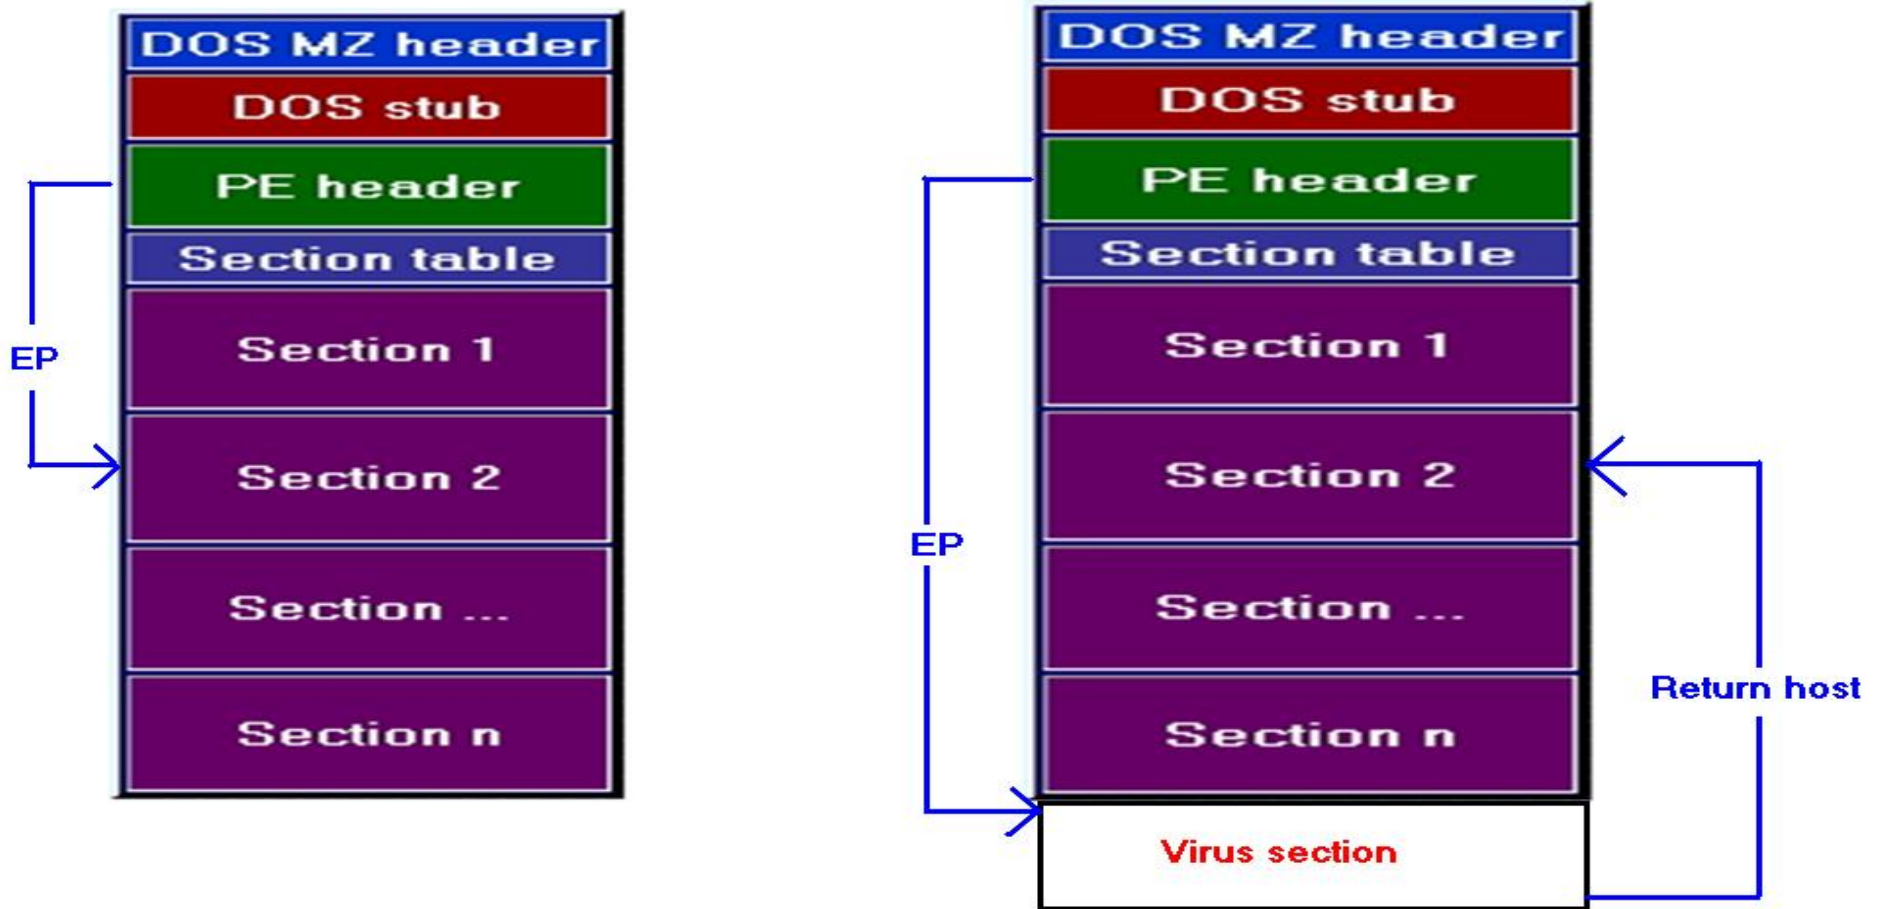 DOS MZ header
DOS stub
PE header
Section table
Section 1
EP
Section 2
Section ...
Section n
DOS MZ header
DOS stub
PE header
Section table
Section 1
Section 2
EP
Section ...
Return host
Section n
Virus section